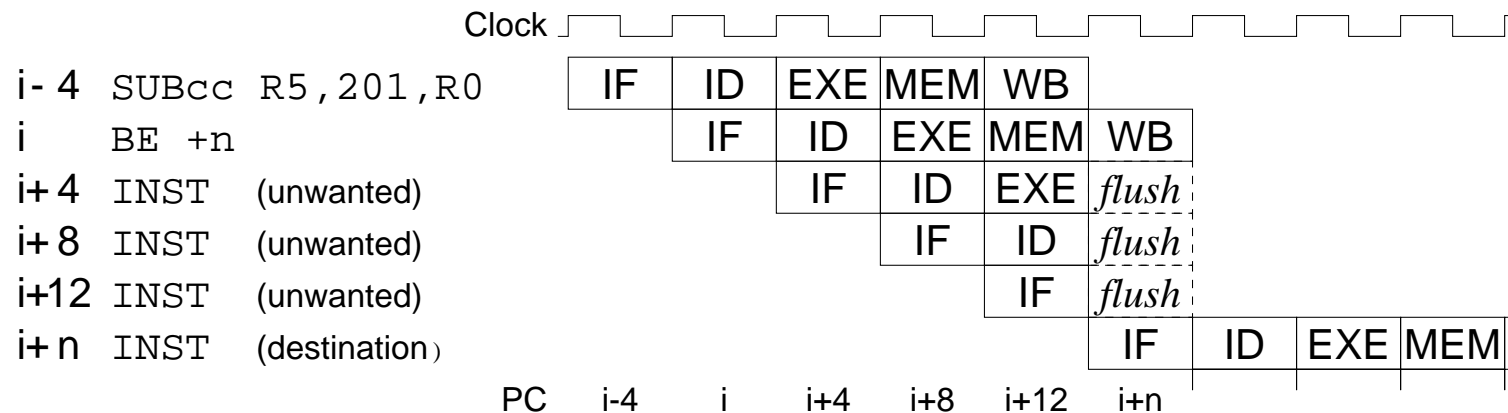 Clock
i- 4 SUBcc R5,201,R0 IF ID EXE MEM WB
i BE +n IF ID EXE MEM WB
i+ 4 INST (unwanted) IF ID EXE flush
i+ 8 INST (unwanted) IF ID flush
i+12 INST (unwanted) IF flush
i+ n INST (destination) IF ID EXE MEM
PC i-4 i i+4 i+8 i+12 i+n